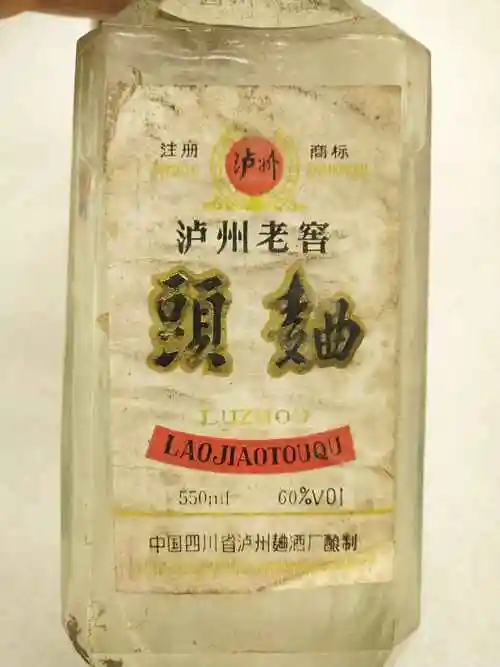 注册 泸州 商标
泸州老窖
頭麯
LUZHOU
LAOJIAOTOUQU
550ml 60%VOl
中国四川省泸州麯酒厂酿制